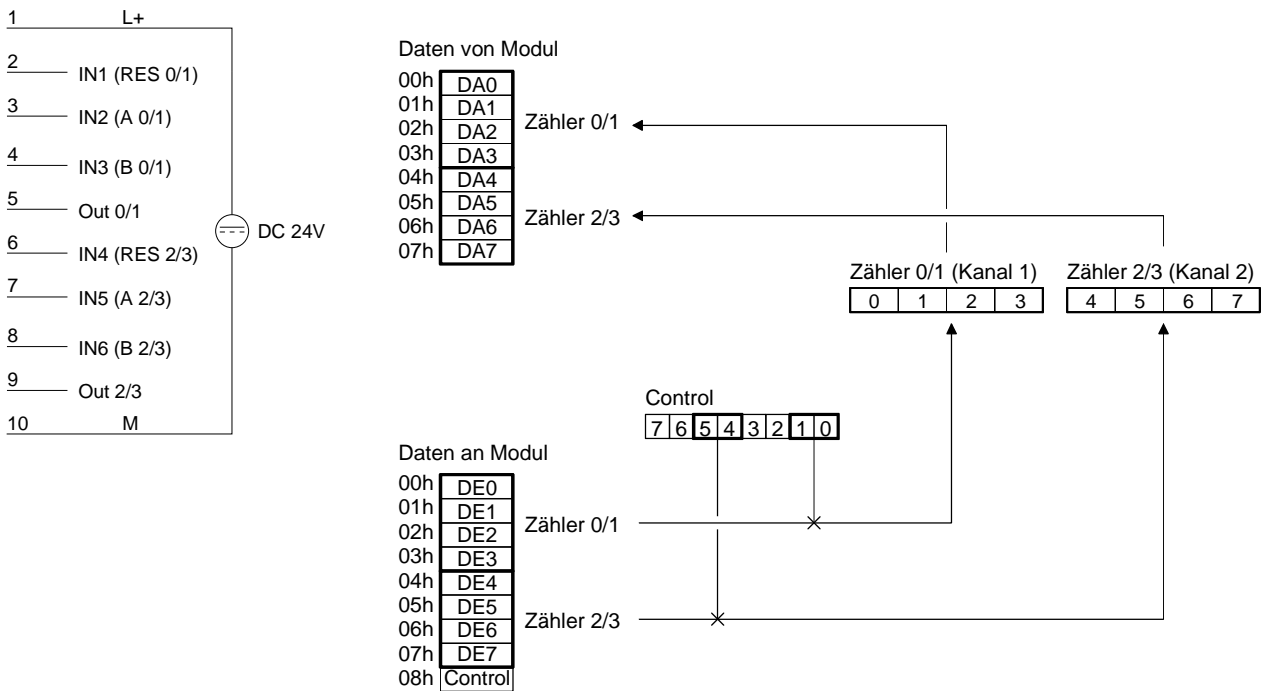 1 L+
2 IN1 (RES 0/1)
3 IN2 (A 0/1)
4 IN3 (B 0/1)
5 Out 0/1
DC 24V
6 IN4 (RES 2/3)
7 IN5 (A 2/3)
8 IN6 (B 2/3)
9 Out 2/3
10 M
Daten von Modul
00h DA0
01h DA1
02h DA2
03h DA3
Zähler 0/1
04h DA4
05h DA5
06h DA6
07h DA7
Zähler 2/3
Zähler 0/1 (Kanal 1)
0 1 2 3
Zähler 2/3 (Kanal 2)
4 5 6 7
Control
7 6 5 4 3 2 1 0
Daten an Modul
00h DE0
01h DE1
02h DE2
03h DE3
Zähler 0/1
04h DE4
05h DE5
06h DE6
07h DE7
Zähler 2/3
08h Control